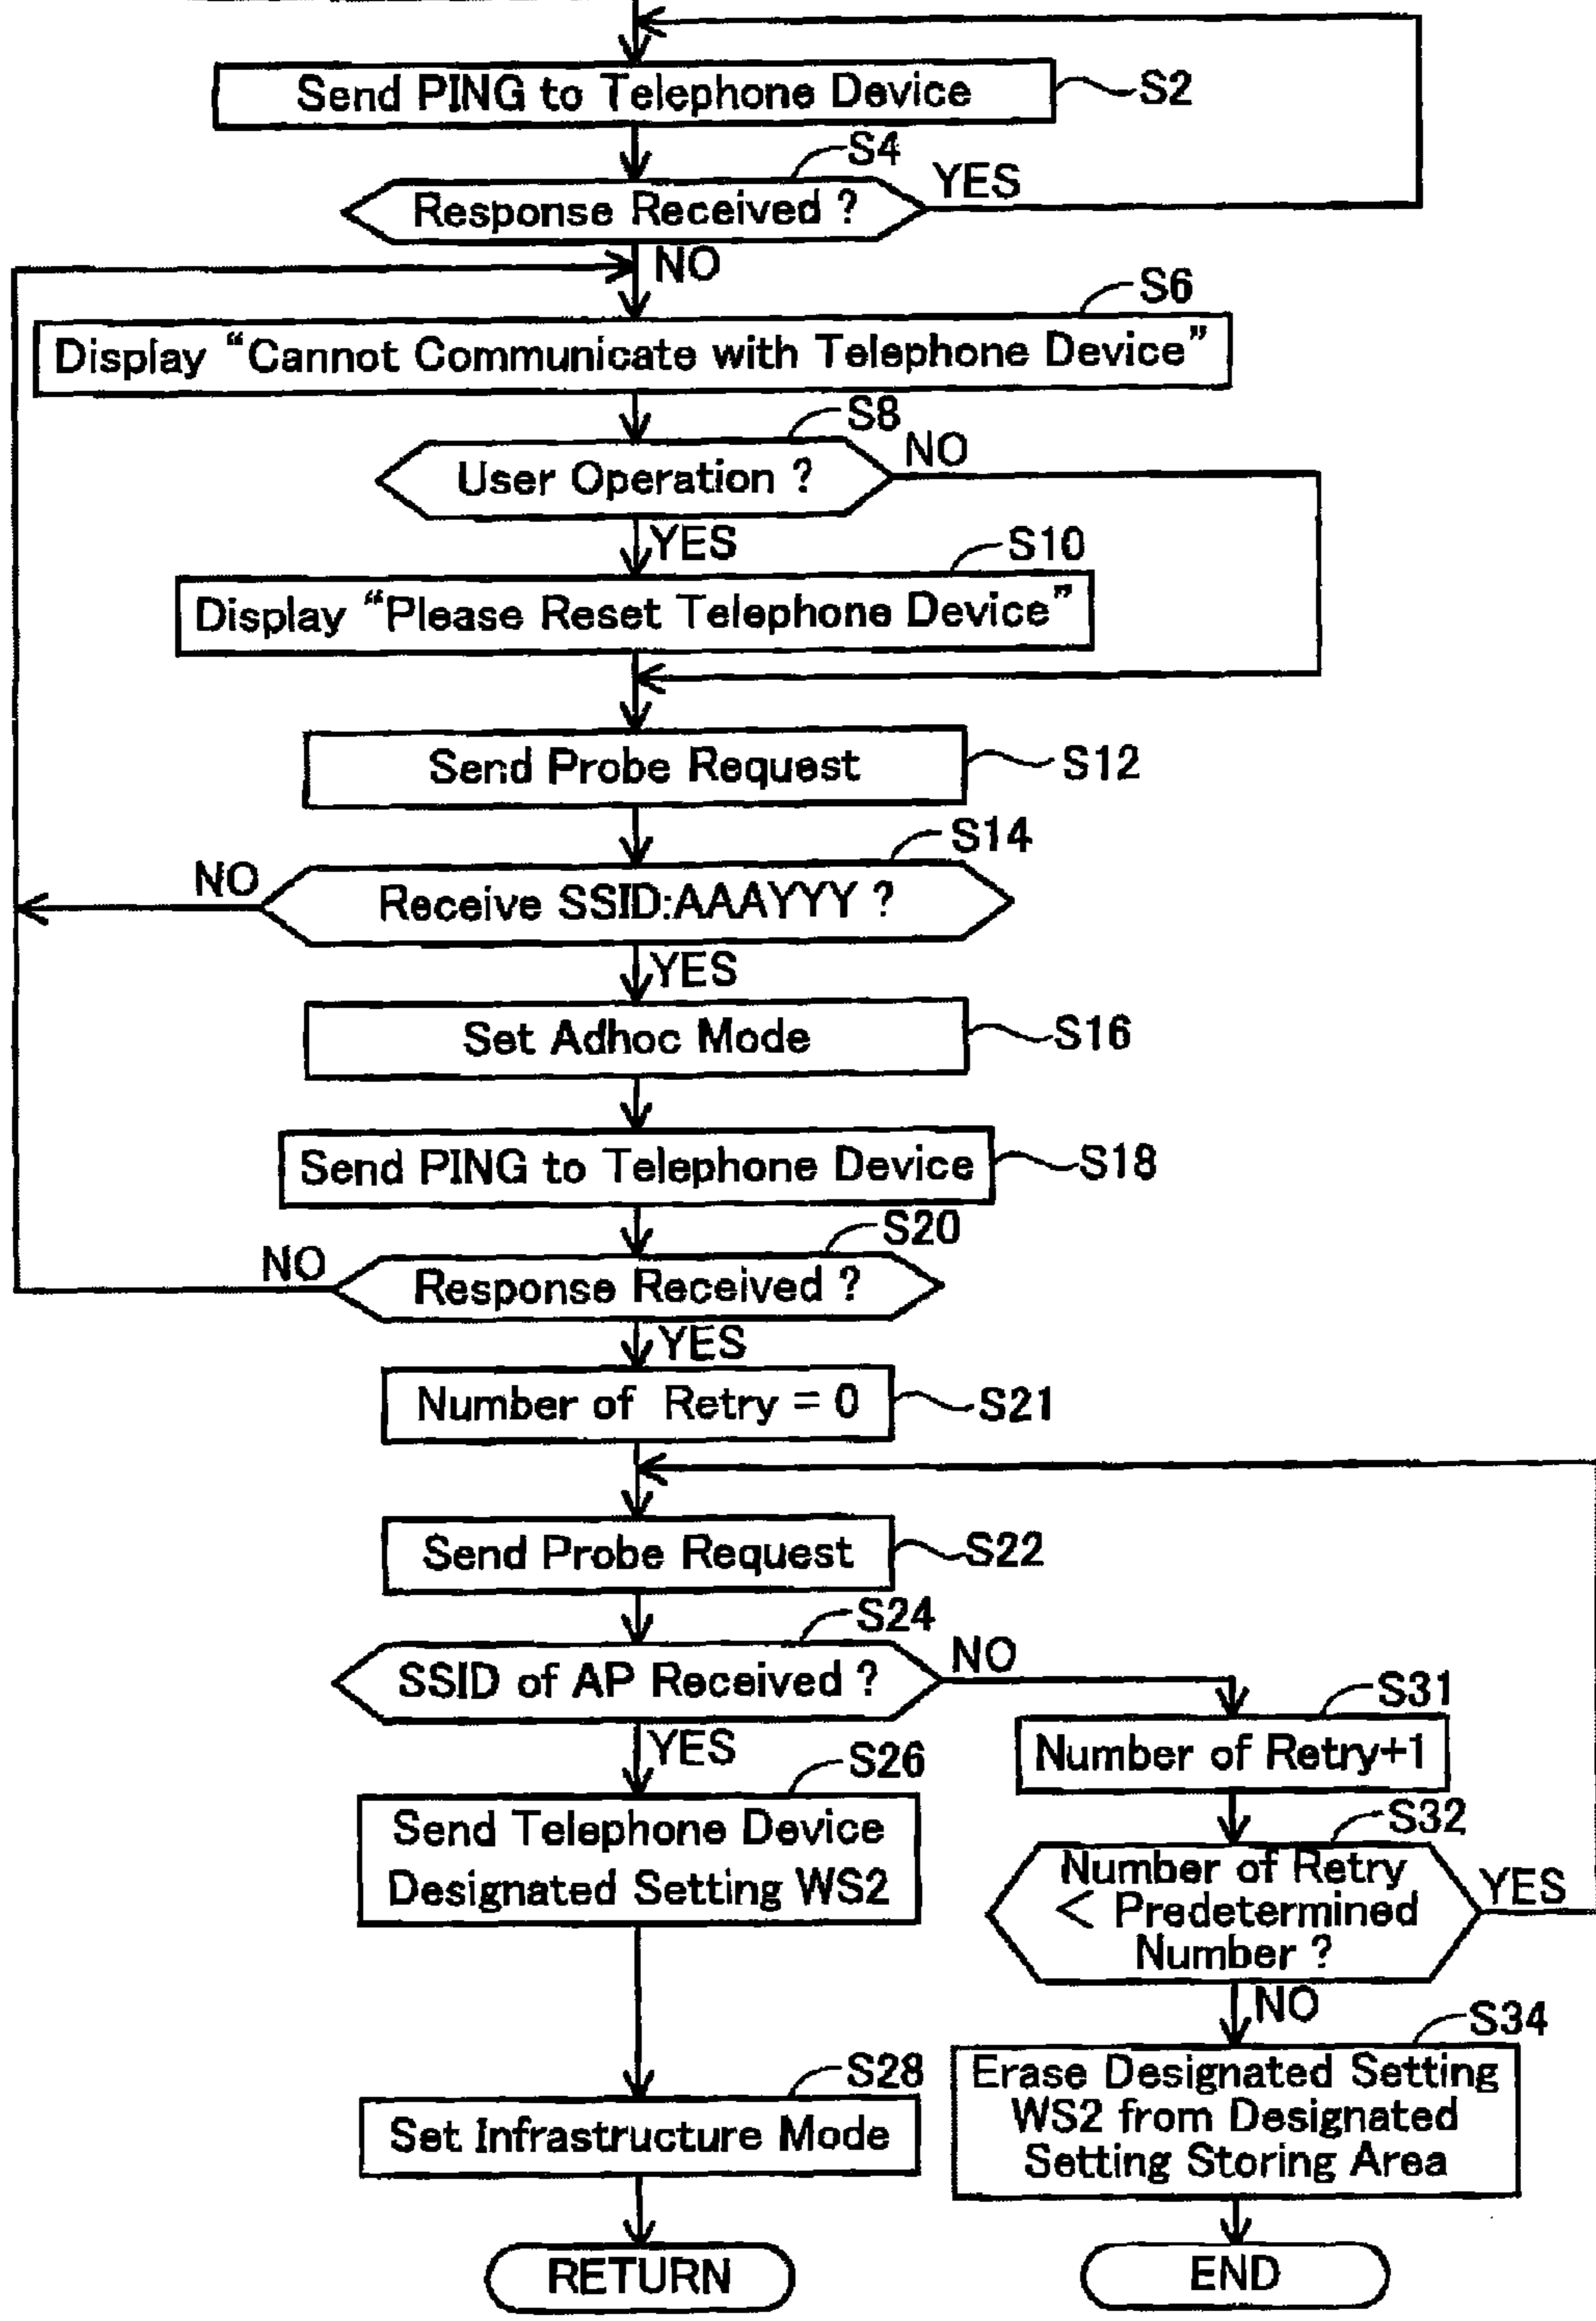 Send PING to Telephone Device
S2
S4
Response Received ?
YES
NO
S6
Display “Cannot Communicate with Telephone Device”
S8
User Operation ?
NO
YES
S10
Display “Please Reset Telephone Device”
Send Probe Request
S12
S14
NO
Receive SSID:AAAYYY ?
YES
Set Adhoc Mode
S16
Send PING to Telephone Device
S18
S20
NO
Response Received ?
YES
Number of Retry = 0
S21
Send Probe Request
S22
S24
SSID of AP Received ?
NO
YES
S31
Number of Retry+1
S26
Send Telephone Device
Designated Setting WS2
S32
Number of Retry
< Predetermined
Number ?
YES
NO
S34
Erase Designated Setting
WS2 from Designated
Setting Storing Area
S28
Set Infrastructure Mode
RETURN
END